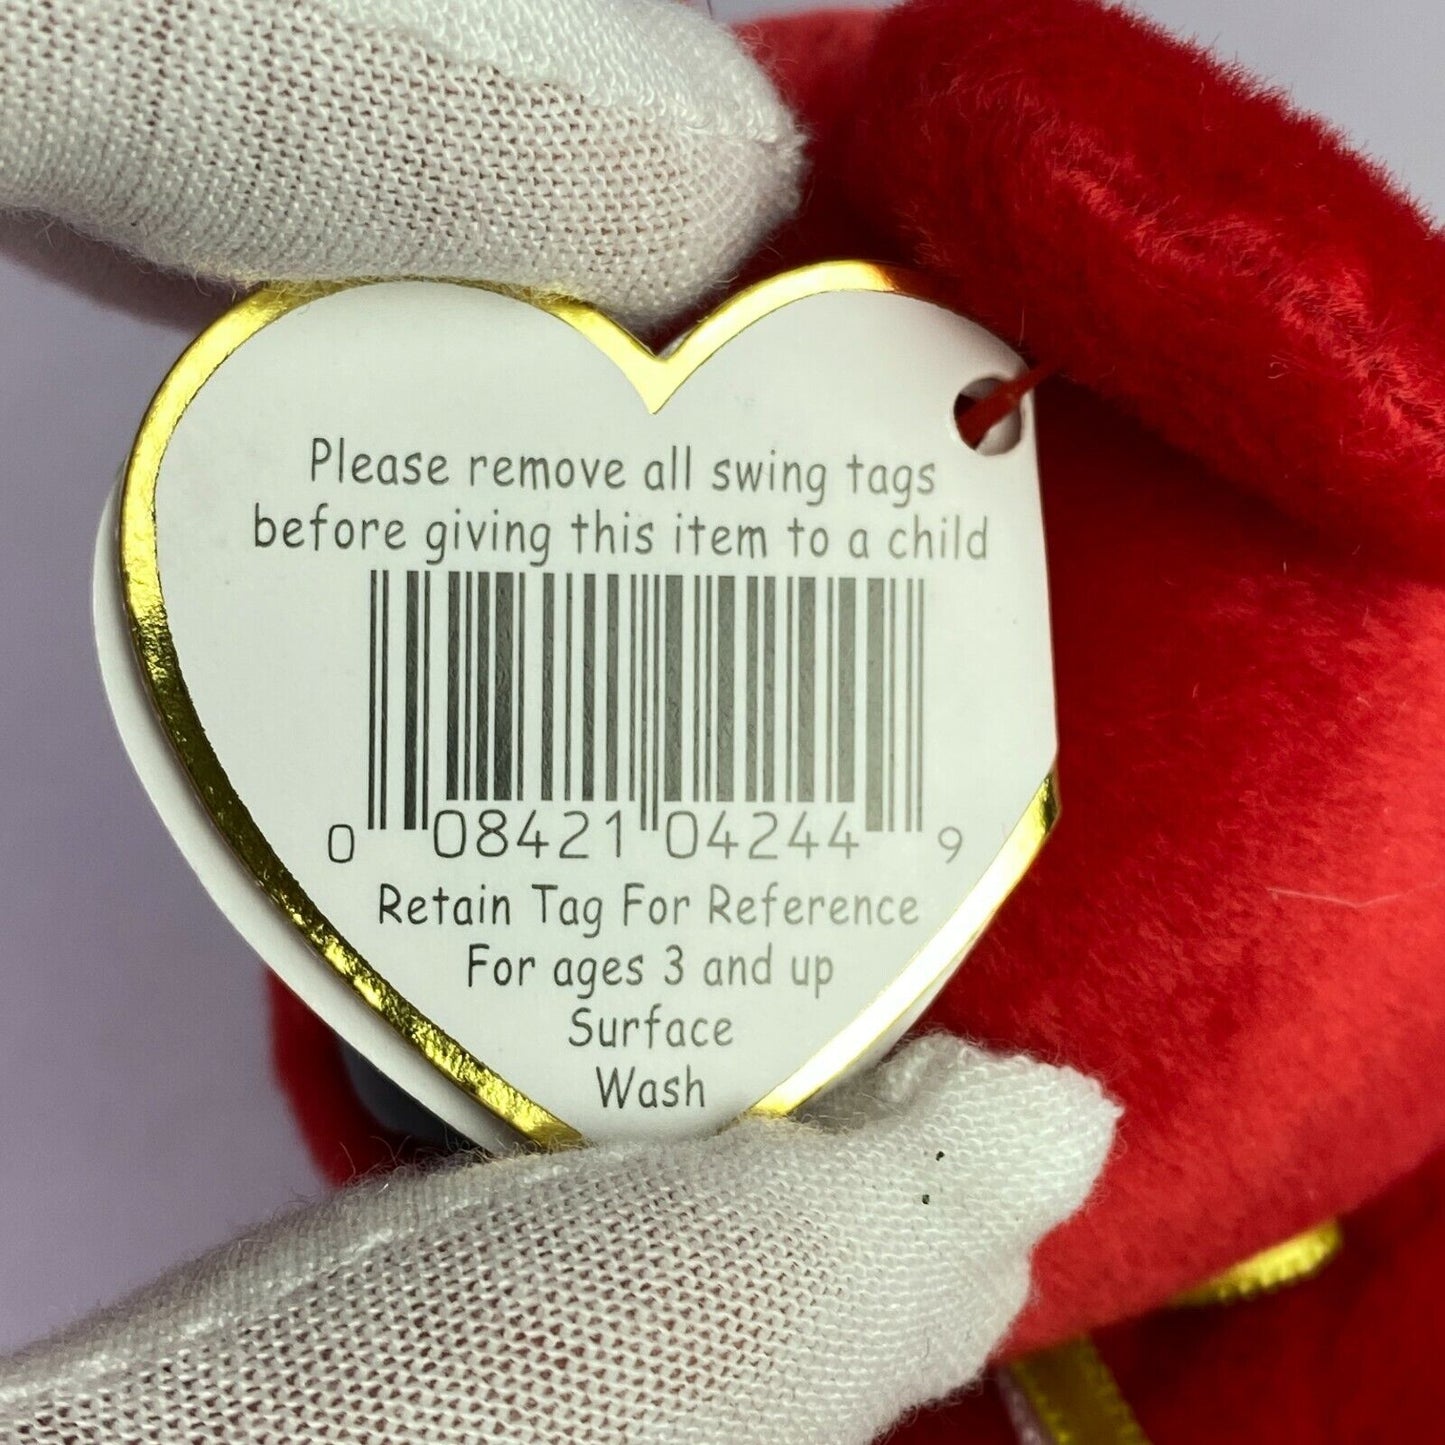 Please remove all swing tags
before giving this item to a child
0 08421 04244 9
Retain Tag For Reference
For ages 3 and up
Surface
Wash